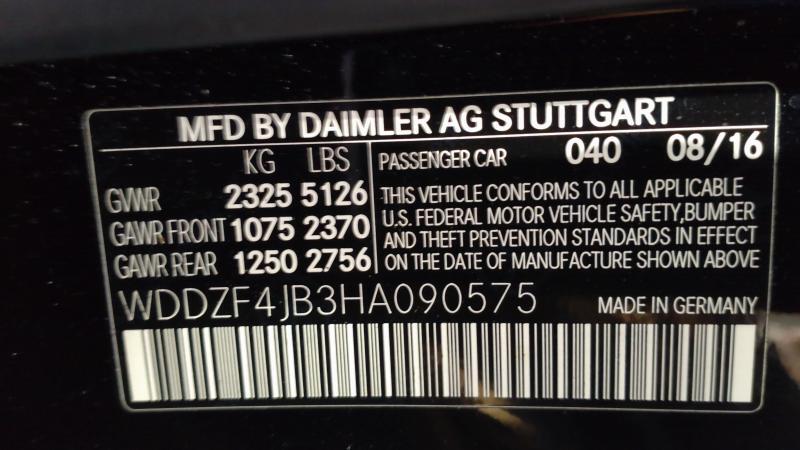 MFD BY DAIMLER AG STUTTGART
KG LBS
GVWR 2325 5126
GAWR FRONT 1075 2370
GAWR REAR 1250 2756
PASSENGER CAR 040 08/16
THIS VEHICLE CONFORMS TO ALL APPLICABLE
U.S. FEDERAL MOTOR VEHICLE SAFETY,BUMPER
AND THEFT PREVENTION STANDARDS IN EFFECT
ON THE DATE OF MANUFACTURE SHOWN ABOVE
WDDZF4JB3HA090575 MADE IN GERMANY